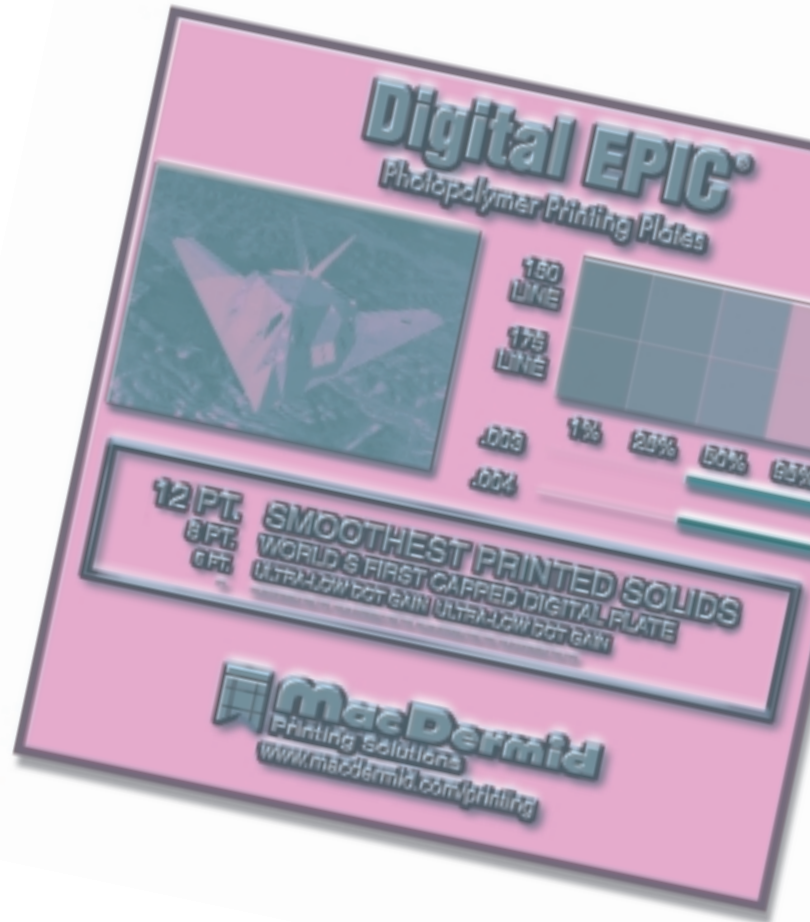 Digital EPIC®
Photopolymer Printing Plates
150
LINE
175
LINE
1% 25% 50%
.003
.004
12 PT. SMOOTHEST PRINTED SOLIDS
8 PT. WORLD'S FIRST CAPPED DIGITAL PLATE
6 PT. ULTRA-LOW DOT GAIN ULTRA-LOW DOT GAIN
MacDermid
Printing Solutions
www.macdermid.com/printing